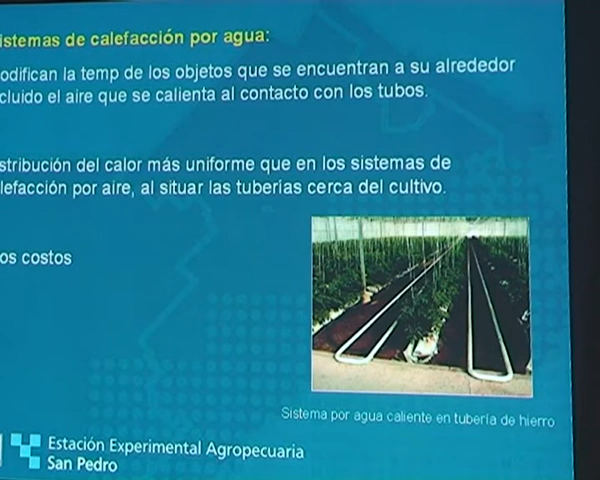 istemas de calefacción por agua:
odifican la temp de los objetos que se encuentran a su alrededor
cluido el aire que se calienta al contacto con los tubos.
stribución del calor más uniforme que en los sistemas de
lefacción por aire, al situar las tuberías cerca del cultivo.
os costos
Sistema por agua caliente en tubería de hierro
Estación Experimental Agropecuaria
San Pedro